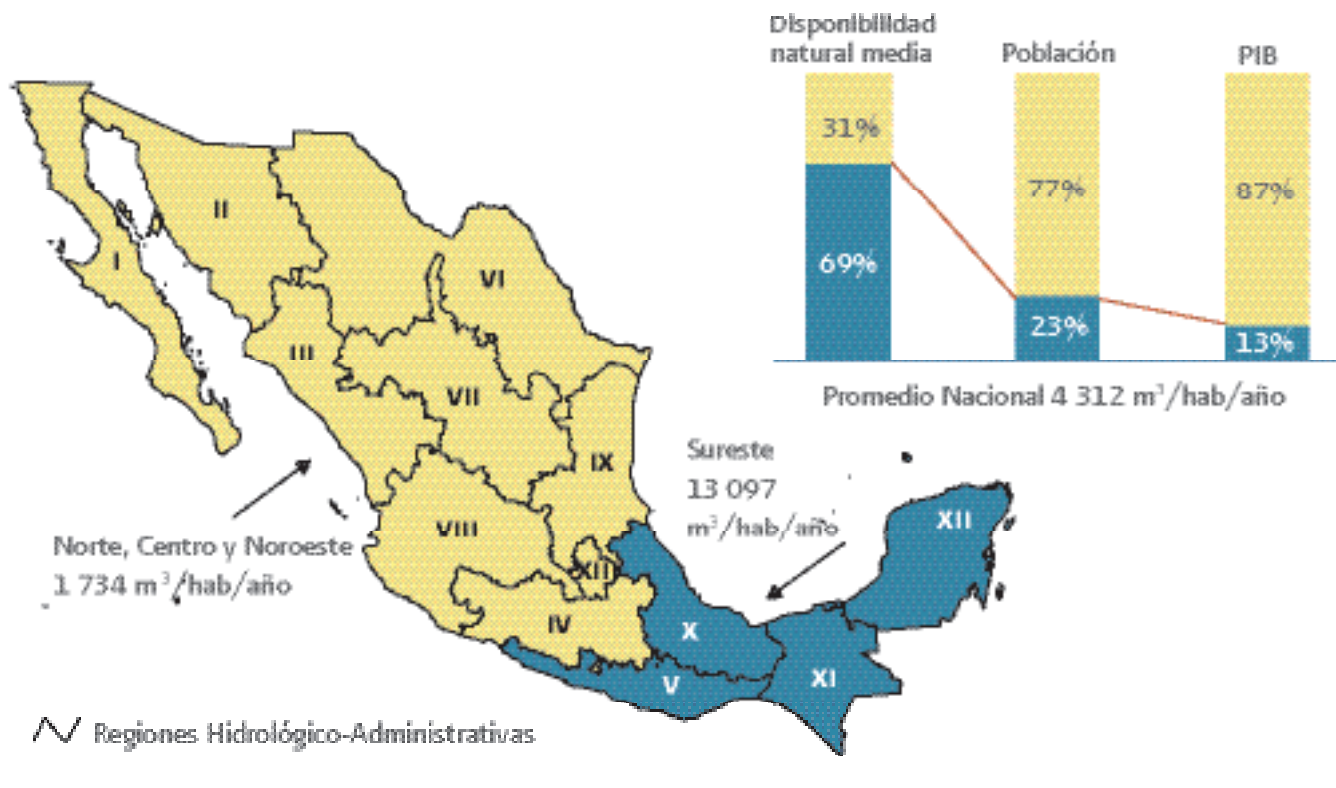 Disponibilidad
natural media
Población
PIB
31%
77%
87%
69%
23%
13%
Promedio Nacional 4 312 m³/hab/año
Sureste
13 097
m³/hab/año
Norte, Centro y Noroeste
1 734 m³/hab/año
I
II
III
VI
VII
IX
VIII
XII
IV
X
V
XI
XII
Regiones Hidrológico-Administrativas